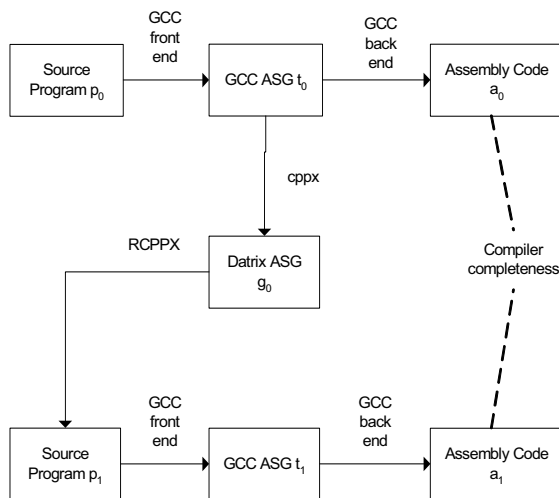 GCC
front
end
GCC
back
end
Source
Program p0
GCC ASG t0
Assembly Code
a0
cppx
RCPPX
Datrix ASG
g0
Compiler
completeness
GCC
front
end
GCC
back
end
Source
Program p1
GCC ASG t1
Assembly Code
a1